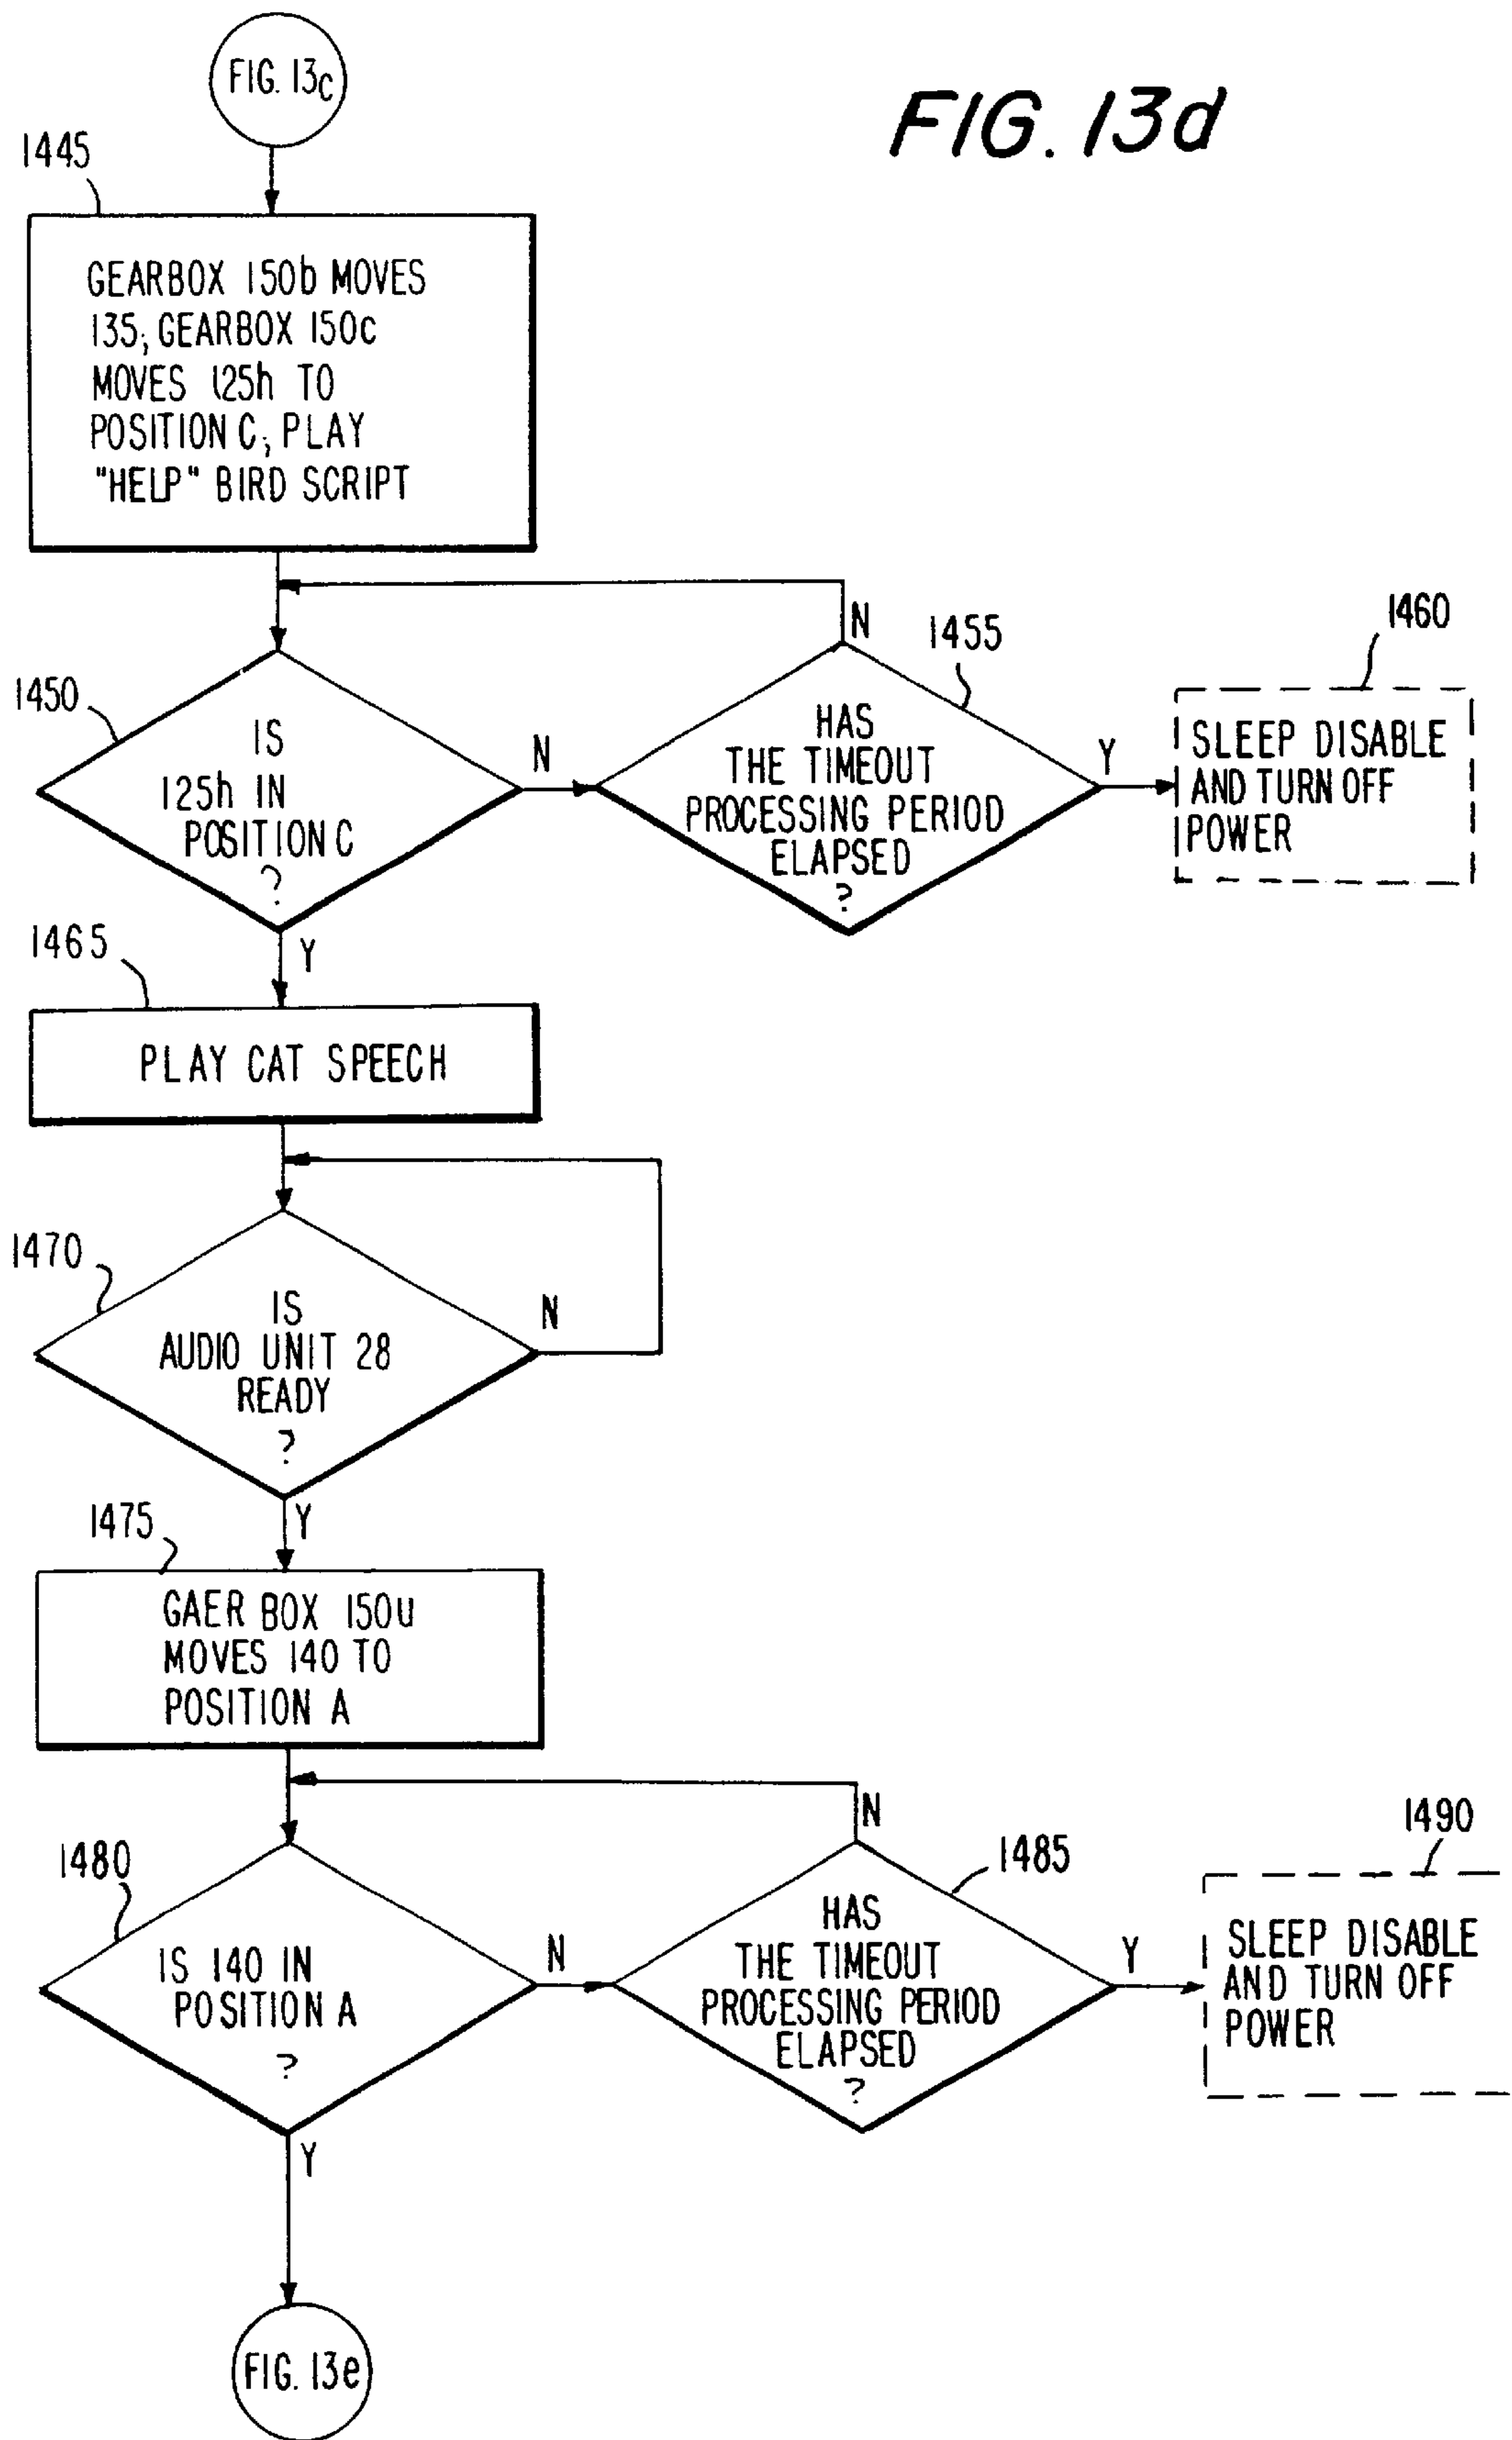 FIG. 13c
FIG. 13d
1445
GEARBOX 150b MOVES
135; GEARBOX 150c
MOVES 125h TO
POSITION C; PLAY
"HELP" BIRD SCRIPT
1450
IS
125h IN
POSITION C
?
N
Y
N
1455
HAS
THE TIMEOUT
PROCESSING PERIOD
ELAPSED
?
Y
1460
SLEEP DISABLE
AND TURN OFF
POWER
1465
PLAY CAT SPEECH
1470
IS
AUDIO UNIT 28
READY
?
N
Y
1475
GAER BOX 150u
MOVES 140 TO
POSITION A
1480
IS 140 IN
POSITION A
?
N
Y
N
1485
HAS
THE TIMEOUT
PROCESSING PERIOD
ELAPSED
?
Y
1490
SLEEP DISABLE
AND TURN OFF
POWER
FIG. 13e